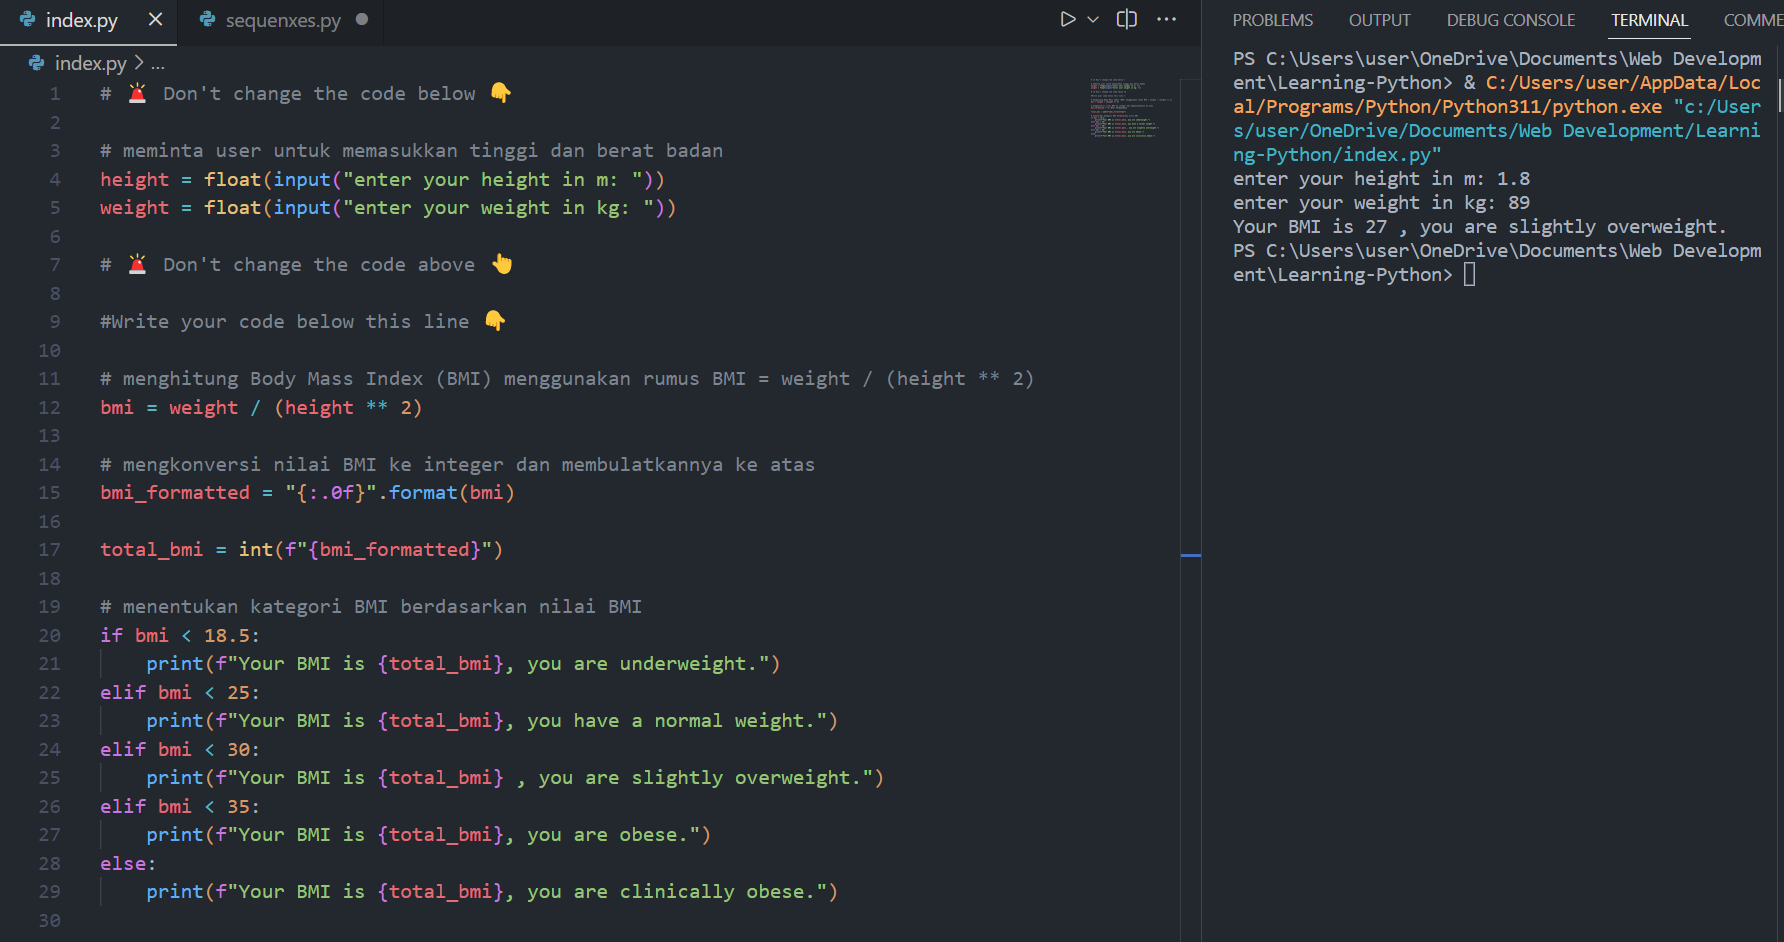 index.py
sequenxes.py
index.py > ...
1 # 🚨 Don't change the code below 👇
2
3 # meminta user untuk memasukkan tinggi dan berat badan
4 height = float(input("enter your height in m: "))
5 weight = float(input("enter your weight in kg: "))
6
7 # 🚨 Don't change the code above 👆
8
9 #Write your code below this line 👇
10
11 # menghitung Body Mass Index (BMI) menggunakan rumus BMI = weight / (height ** 2)
12 bmi = weight / (height ** 2)
13
14 # mengkonversi nilai BMI ke integer dan membulatkannya ke atas
15 bmi_formatted = "{:.0f}".format(bmi)
16
17 total_bmi = int(f"{bmi_formatted}")
18
19 # menentukan kategori BMI berdasarkan nilai BMI
20 if bmi < 18.5:
21     print(f"Your BMI is {total_bmi}, you are underweight.")
22 elif bmi < 25:
23     print(f"Your BMI is {total_bmi}, you have a normal weight.")
24 elif bmi < 30:
25     print(f"Your BMI is {total_bmi} , you are slightly overweight.")
26 elif bmi < 35:
27     print(f"Your BMI is {total_bmi}, you are obese.")
28 else:
29     print(f"Your BMI is {total_bmi}, you are clinically obese.")
30
PROBLEMS OUTPUT DEBUG CONSOLE TERMINAL COMME
PS C:\Users\user\OneDrive\Documents\Web Developm
ent\Learning-Python> & C:/Users/user/AppData/Loc
al/Programs/Python/Python311/python.exe "c:/User
s/user/OneDrive/Documents/Web Development/Learni
ng-Python/index.py"
enter your height in m: 1.8
enter your weight in kg: 89
Your BMI is 27 , you are slightly overweight.
PS C:\Users\user\OneDrive\Documents\Web Developm
ent\Learning-Python>